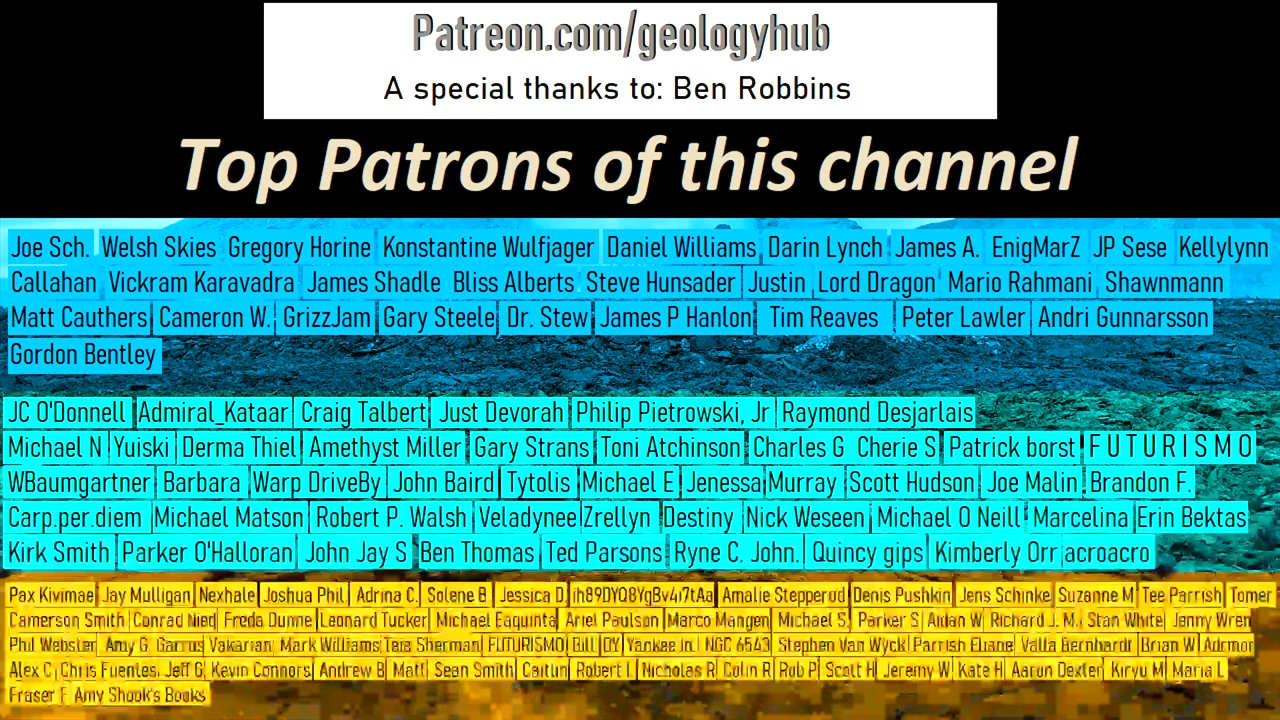 Patreon.com/geologyhub
A special thanks to: Ben Robbins
Top Patrons of this channel
Joe Sch. Welsh Skies Gregory Horine Konstantine Wulfjager Daniel Williams Darin Lynch James A. EnigMarZ JP Sese Kellylynn
Callahan Vickram Karavadra James Shadle Bliss Alberts Steve Hunsader Justin Lord Dragon Mario Rahmani Shawnmann
Matt Cauthers Cameron W. GrizzJam Gary Steele Dr. Stew James P Hanlon Tim Reaves Peter Lawler Andri Gunnarsson
Gordon Bentley
JC O'Donnell Admiral_Kataar Craig Talbert Just Devorah Philip Pietrowski, Jr Raymond Desjarlais
Michael N Yuiski Derma Thiel Amethyst Miller Gary Strans Toni Atchinson Charles G Cherie S Patrick borst F U T U R I S M O
WBaumgartner Barbara Warp DriveBy John Baird Tytolis Michael E Jenessa Murray Scott Hudson Joe Malin Brandon F.
Carp.per.diem Michael Matson Robert P. Walsh Veladynee Zrellyn Destiny Nick Weseen Michael O Neill Marcelina Erin Bektas
Kirk Smith Parker O'Halloran John Jay S Ben Thomas Ted Parsons Ryne C. John. Quincy gips Kimberly Orr acroacro
Pax Kivimae Jay Mulligan Nexhale Joshua Phil Adrina C. Solene B Jessica D. Amalie Stepperod Denis Pushkin Jens Schinke Suzanne M Tee Parrish Tomer
Camerson Smith Conrad Nied Freda Dunne Leonard Tucker Michael Eaquinta Ariel Paulson Marco Mangen Michael S. Parker S Aidan W Richard J. M. Stan White Jenny Wren
Phil Webster Amy G Garrus Vakarian Mark Williams Tara Sherman FUTURISMO Bill DY Yankee in NGC 6543 Stephen Van Wyck Parrish Eliane Valla Bernhardt Brian W
Alex C Chris Fuentes. Jeff G. Kevin Connors Andrew B Matt Sean Smith Caitlin Robert I. Nicholas R Colin R Rob P Scott H Jeremy W Kate H Aaron Dexter Kiryu M Maria L
Fraser F Amy Shook's Books